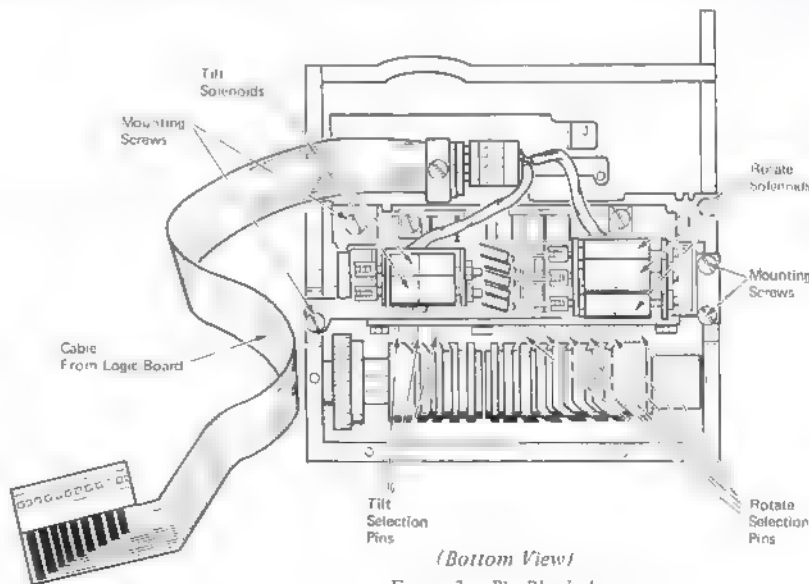 Tilt
Solenoids
Mounting
Screws
Rotate
Solenoids
Mounting
Screws
Cable
From Logic Board
Tilt
Selection
Pins
Rotate
Selection
Pins
(Bottom View)